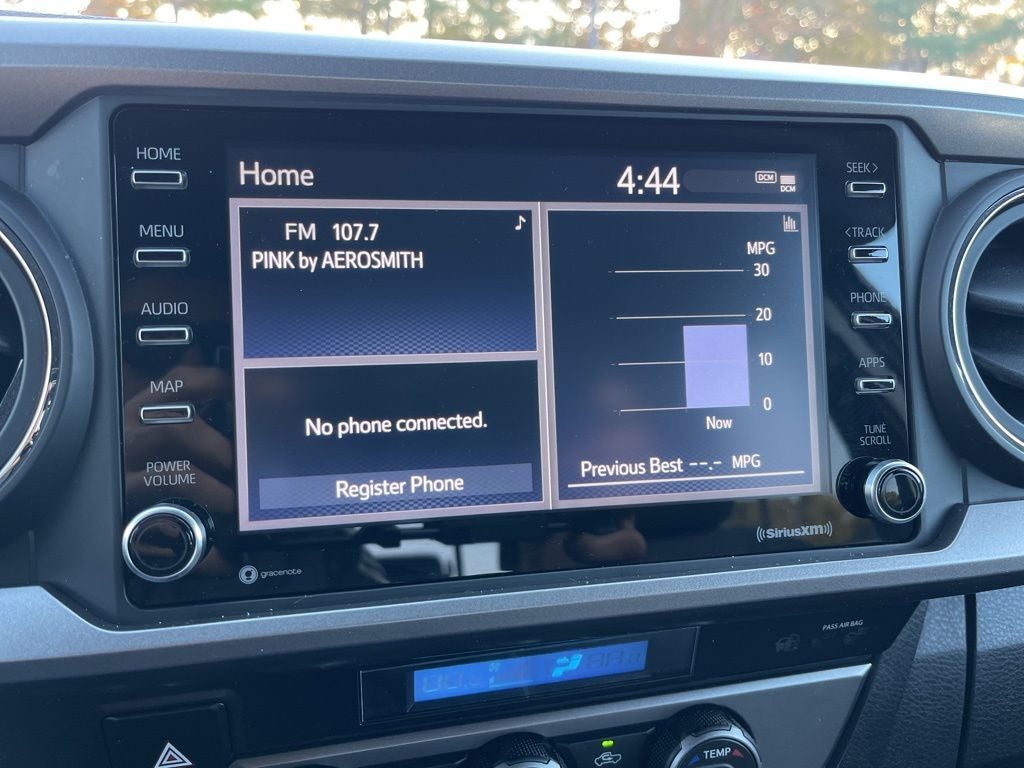 HOME
MENU
AUDIO
MAP
POWER
VOLUME
Home
4:44
DCM
DCM
FM 107.7
PINK by AEROSMITH
No phone connected.
Register Phone
MPG
30
20
10
0
Now
Previous Best --.- MPG
SEEK >
< TRACK
PHONE
APPS
TUNE
SCROLL
gracenote
((SiriusXM))
PASS AIR BAG
TEMP